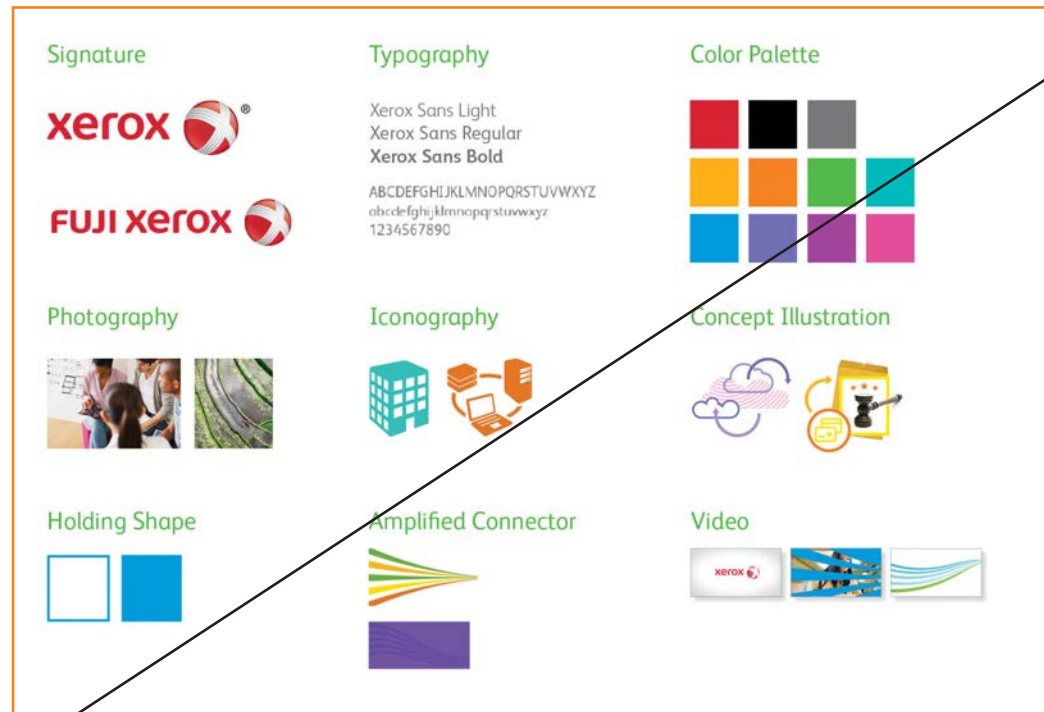 Signature
xerox ®
FUJI xerox
Typography
Xerox Sans Light
Xerox Sans Regular
Xerox Sans Bold
ABCDEFGHIJKLMNOPQRSTUVWXYZ
abcdefghijklmnopqrstuvwxyz
1234567890
Color Palette
Photography
Iconography
Concept Illustration
Holding Shape
Amplified Connector
Video
xerox